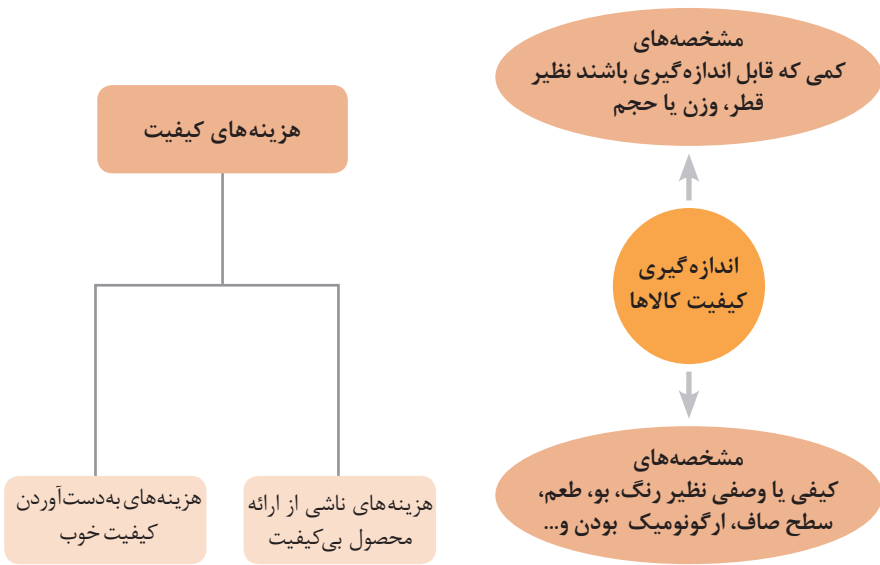 مشخصه‌های
کمی که قابل اندازه‌گیری باشند نظیر
قطر، وزن یا حجم
اندازه‌گیری
کیفیت کالاها
مشخصه‌های
کیفی یا وصفی نظیر رنگ، بو، طعم،
سطح صاف، ارگونومیک بودن و...
هزینه‌های کیفیت
هزینه‌های ناشی از ارائه
محصول بی‌کیفیت
هزینه‌های به‌دست‌آوردن
کیفیت خوب